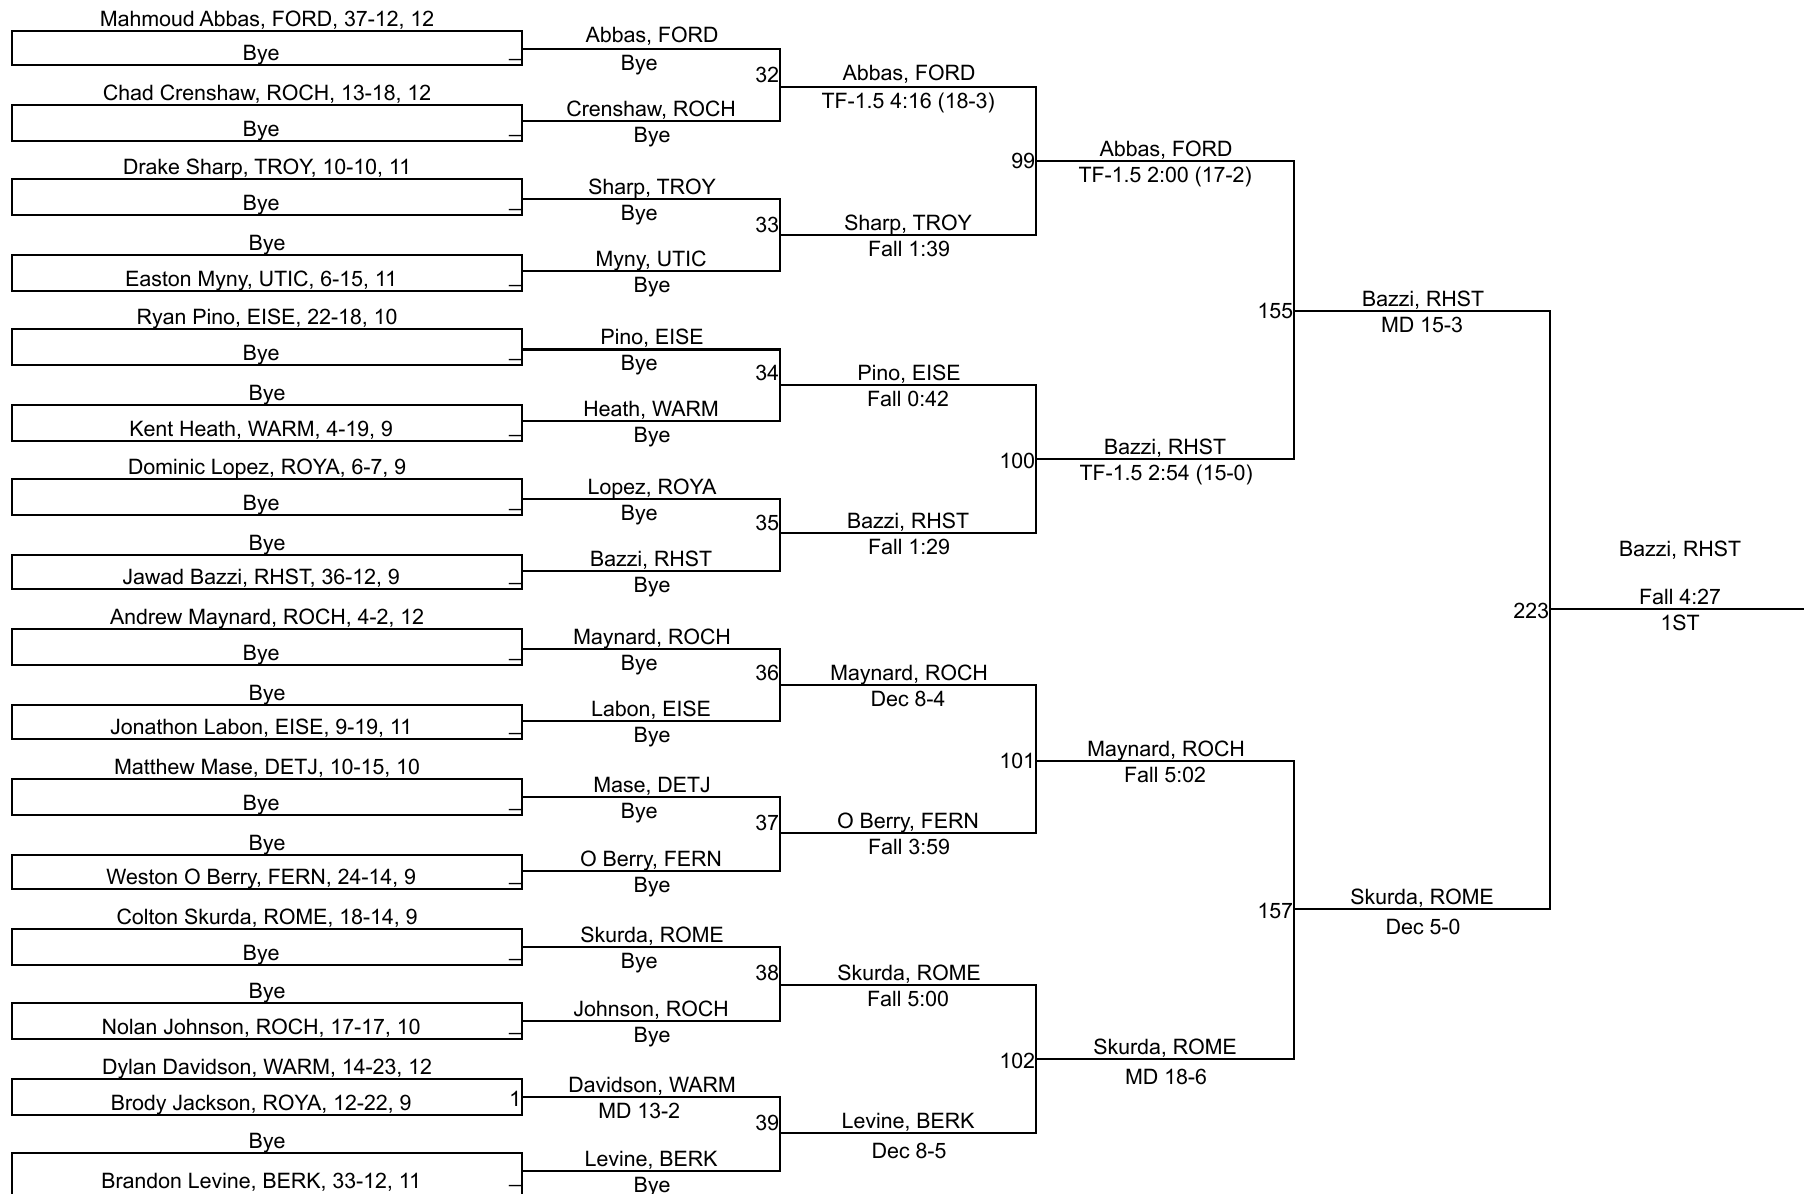 Mahmoud Abbas, FORD, 37-12, 12
Bye
Chad Crenshaw, ROCH, 13-18, 12
Bye
Drake Sharp, TROY, 10-10, 11
Bye
Bye
Easton Myny, UTIC, 6-15, 11
Ryan Pino, EISE, 22-18, 10
Bye
Bye
Kent Heath, WARM, 4-19, 9
Dominic Lopez, ROYA, 6-7, 9
Bye
Bye
Jawad Bazzi, RHST, 36-12, 9
Andrew Maynard, ROCH, 4-2, 12
Bye
Bye
Jonathon Labon, EISE, 9-19, 11
Matthew Mase, DETJ, 10-15, 10
Bye
Bye
Weston O Berry, FERN, 24-14, 9
Colton Skurda, ROME, 18-14, 9
Bye
Bye
Nolan Johnson, ROCH, 17-17, 10
Dylan Davidson, WARM, 14-23, 12
Brody Jackson, ROYA, 12-22, 9
1
Bye
Brandon Levine, BERK, 33-12, 11
Abbas, FORD
Bye
32
Crenshaw, ROCH
Bye
Sharp, TROY
Bye
33
Myny, UTIC
Bye
Pino, EISE
Bye
34
Heath, WARM
Bye
Lopez, ROYA
Bye
35
Bazzi, RHST
Bye
Maynard, ROCH
Bye
36
Labon, EISE
Bye
Mase, DETJ
Bye
37
O Berry, FERN
Bye
Skurda, ROME
Bye
38
Johnson, ROCH
Bye
Davidson, WARM
MD 13-2
39
Levine, BERK
Bye
Abbas, FORD
TF-1.5 4:16 (18-3)
99
Sharp, TROY
Fall 1:39
Pino, EISE
Fall 0:42
100
Bazzi, RHST
Fall 1:29
Maynard, ROCH
Dec 8-4
101
O Berry, FERN
Fall 3:59
Skurda, ROME
Fall 5:00
102
Levine, BERK
Dec 8-5
Abbas, FORD
TF-1.5 2:00 (17-2)
155
Bazzi, RHST
TF-1.5 2:54 (15-0)
Maynard, ROCH
Fall 5:02
157
Skurda, ROME
MD 18-6
Bazzi, RHST
MD 15-3
223
Skurda, ROME
Dec 5-0
Bazzi, RHST
Fall 4:27
1ST